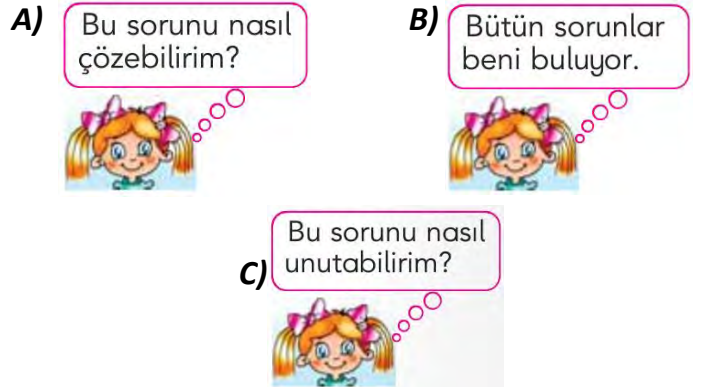 A) Bu sorunu nasıl
çözebilirim?
B) Bütün sorunlar
beni buluyor.
C) Bu sorunu nasıl
unutabilirim?